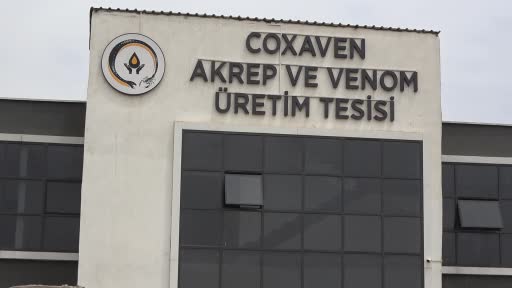 COXAVEN
AKREP VE VENOM
ÜRETİM TESİSİ